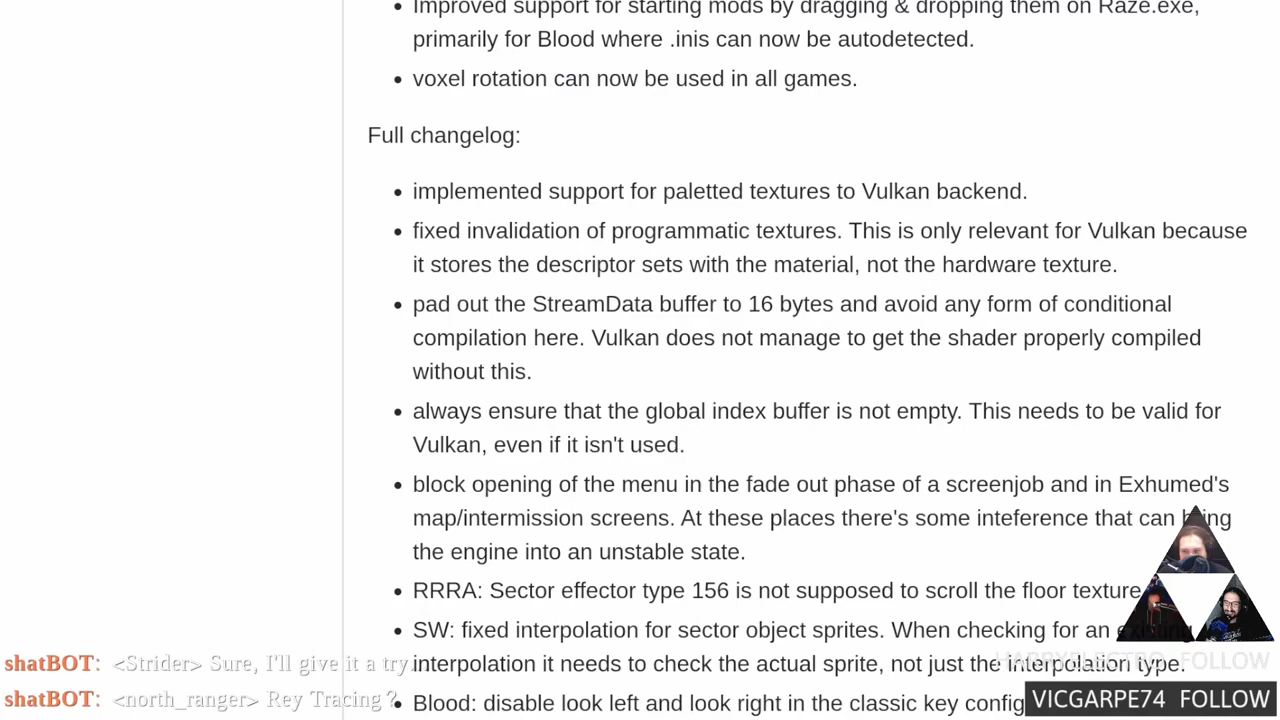 Improved support for starting mods by dragging & dropping them on Raze.exe,
primarily for Blood where .inis can now be autodetected.
voxel rotation can now be used in all games.
Full changelog:
implemented support for paletted textures to Vulkan backend.
fixed invalidation of programmatic textures. This is only relevant for Vulkan because
it stores the descriptor sets with the material, not the hardware texture.
pad out the StreamData buffer to 16 bytes and avoid any form of conditional
compilation here. Vulkan does not manage to get the shader properly compiled
without this.
always ensure that the global index buffer is not empty. This needs to be valid for
Vulkan, even if it isn't used.
block opening of the menu in the fade out phase of a screenjob and in Exhumed's
map/intermission screens. At these places there's some inteference that can bring
the engine into an unstable state.
RRRA: Sector effector type 156 is not supposed to scroll the floor texture
SW: fixed interpolation for sector object sprites. When checking for an existing
interpolation it needs to check the actual sprite, not just the interpolation type.
Blood: disable look left and look right in the classic key config
shatBOT: <Strider> Sure, I'll give it a try.
shatBOT: <north_ranger> Rey Tracing ?
HARRYELECTRO FOLLOW
VICGARPE74 FOLLOW